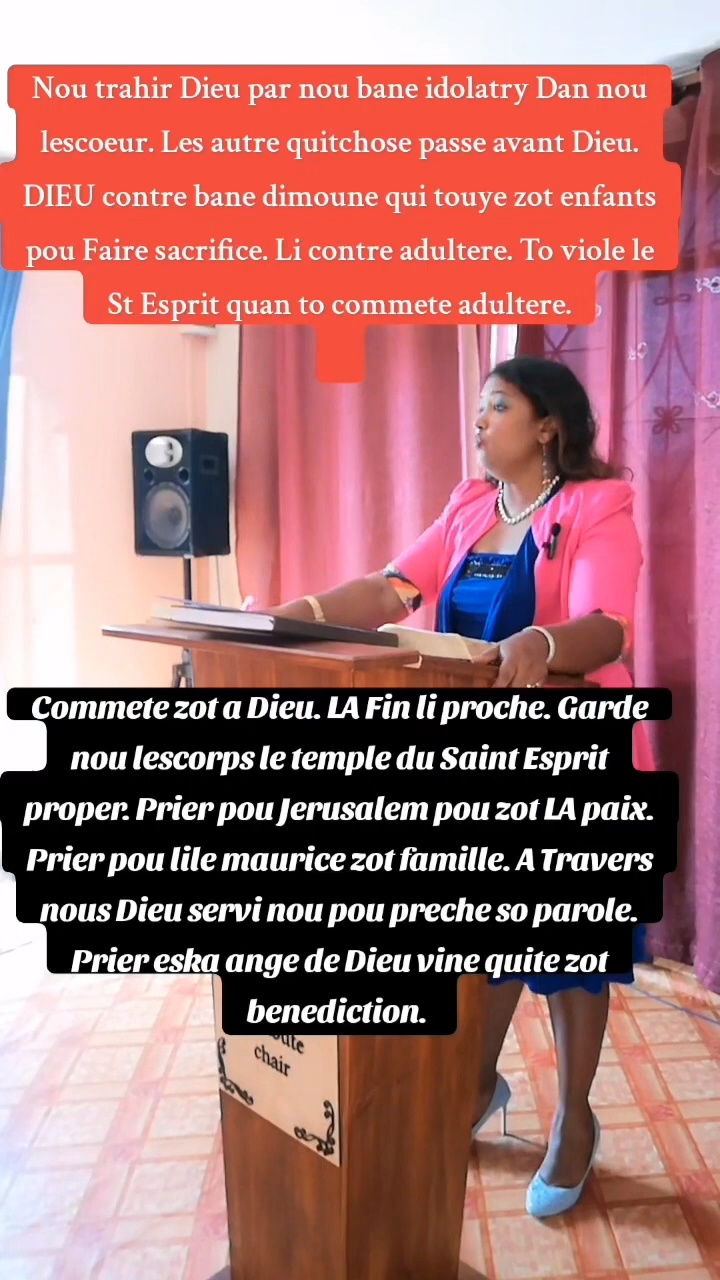 Nou trahir Dieu par nou bane idolatry Dan nou
lescoeur. Les autre quitchose passe avant Dieu.
DIEU contre bane dimoune qui touye zot enfants
pou Faire sacrifice. Li contre adultere. To viole le
St Esprit quan to commete adultere.
Commete zot a Dieu. LA Fin li proche. Garde
nou lescorps le temple du Saint Esprit
proper. Prier pou Jerusalem pou zot LA paix.
Prier pou lile maurice zot famille. A Travers
nous Dieu servi nou pou preche so parole.
Prier eska ange de Dieu vine quite zot
benediction.
chair